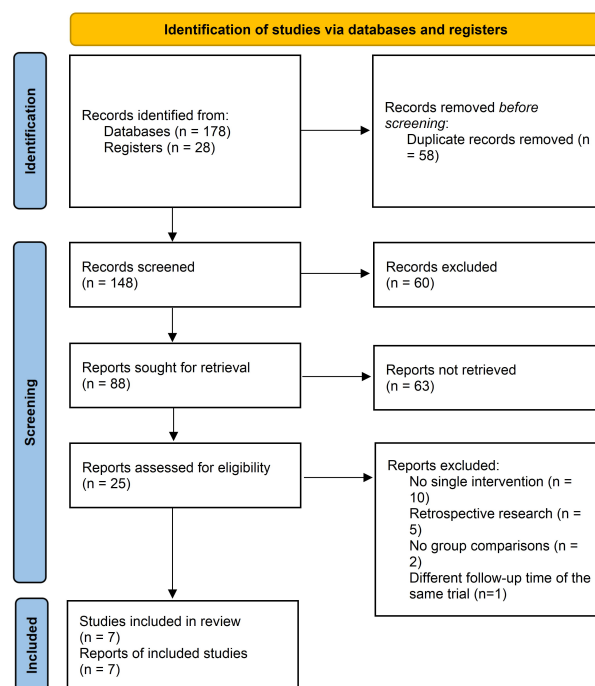 Identification of studies via databases and registers
Identification
Records identified from:
Databases (n = 178)
Registers (n = 28)
Records removed before
screening:
Duplicate records removed (n
= 58)
Screening
Records screened
(n = 148)
Records excluded
(n = 60)
Reports sought for retrieval
(n = 88)
Reports not retrieved
(n = 63)
Reports assessed for eligibility
(n = 25)
Reports excluded:
No single intervention (n =
10)
Retrospective research (n =
5)
No group comparisons (n =
2)
Different follow-up time of the
same trial (n=1)
Included
Studies included in review
(n = 7)
Reports of included studies
(n = 7)